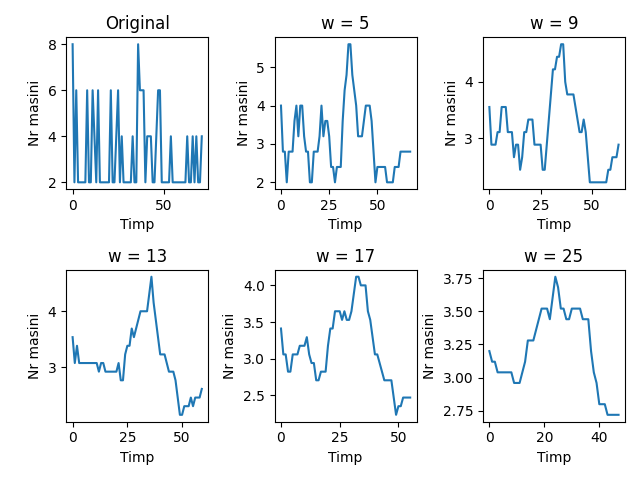 Original
w = 5
w = 9
Nr masini
8
6
4
2
0
50
Timp
Nr masini
5
4
3
2
0
25
50
Timp
Nr masini
4
3
0
25
50
Timp
w = 13
w = 17
w = 25
Nr masini
4
3
0
25
50
Timp
Nr masini
4.0
3.5
3.0
2.5
0
25
50
Timp
Nr masini
3.75
3.50
3.25
3.00
2.75
0
20
40
Timp